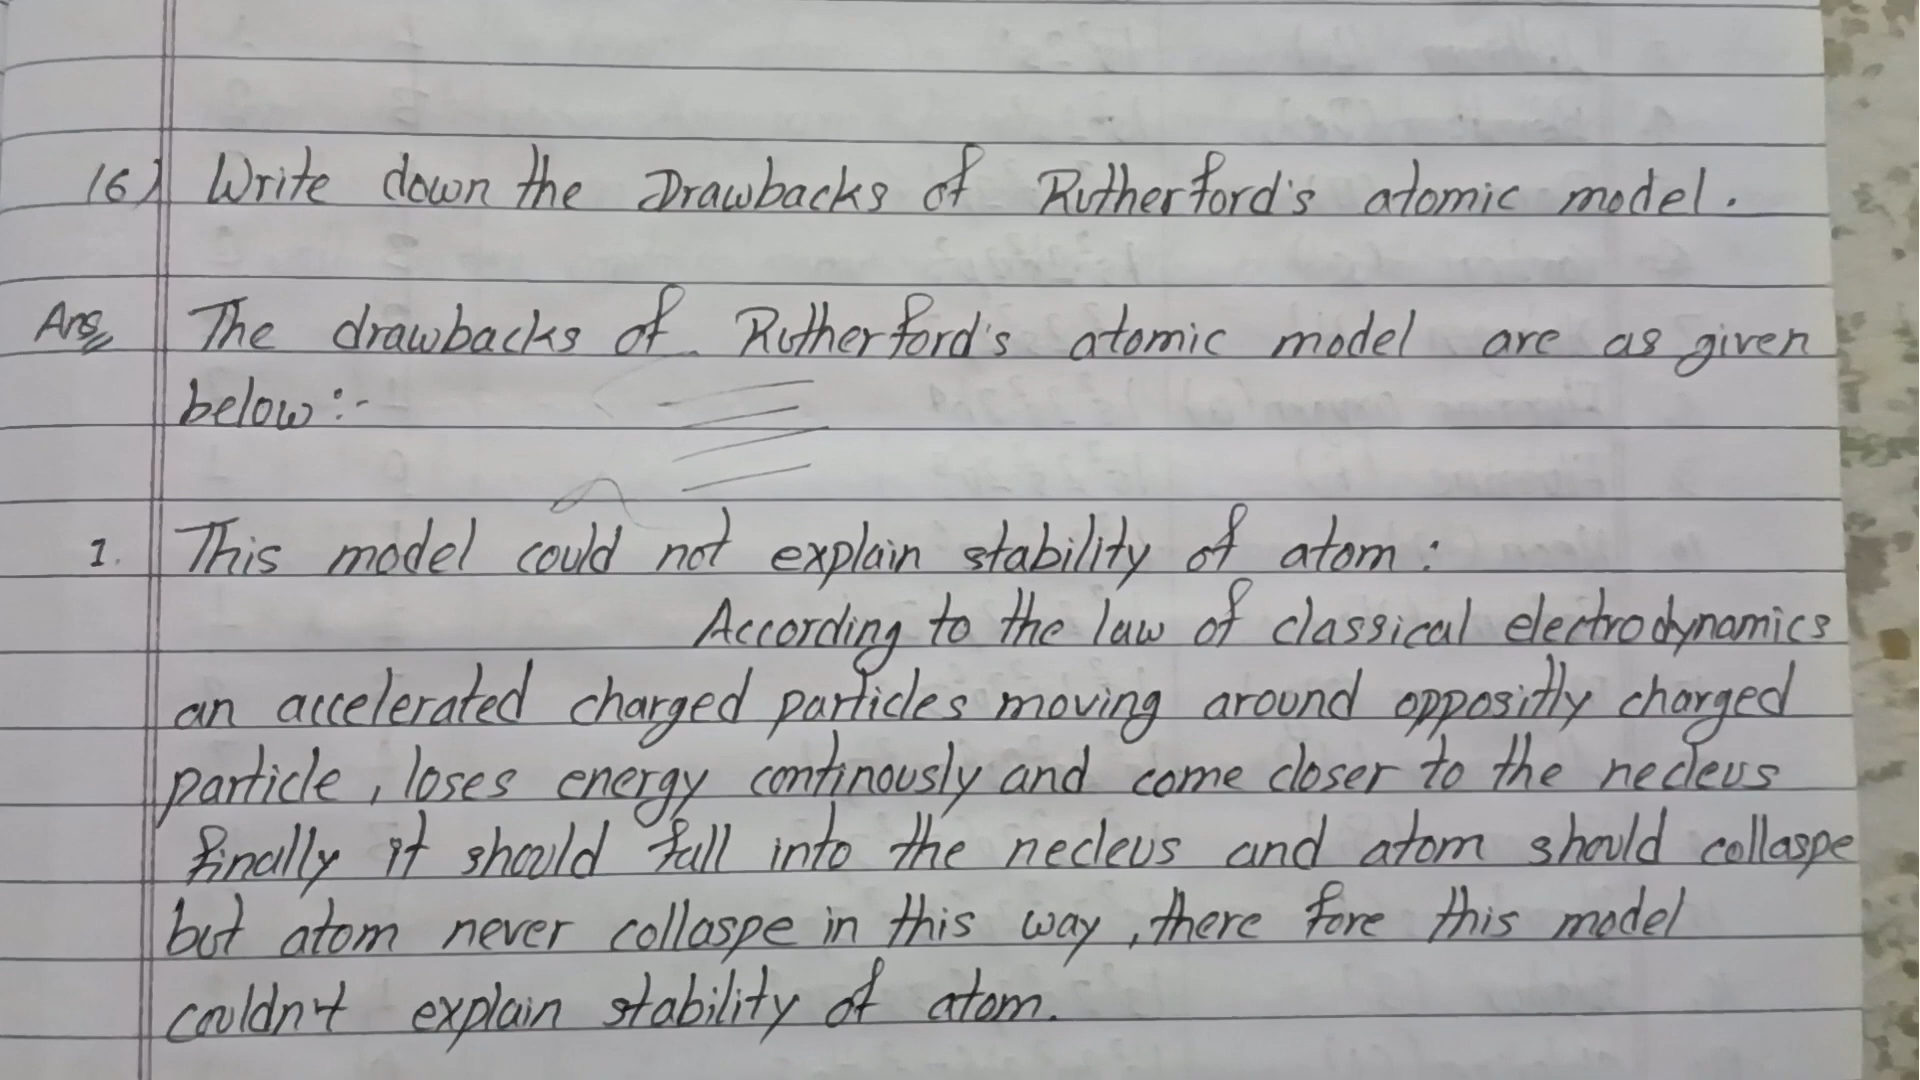 16) Write down the Drawbacks of Rutherford's atomic model.
Ans, The drawbacks of Rutherford's atomic model are as given
below:-
1. This model could not explain stability of atom:
According to the law of classical electrodynamics
an accelerated charged particles moving around oppositly charged
particle, loses energy continously and come closer to the necleus
finally it should fall into the necleus and atom should collaspe
but atom never collaspe in this way, there fore this model
couldn't explain stability of atom.